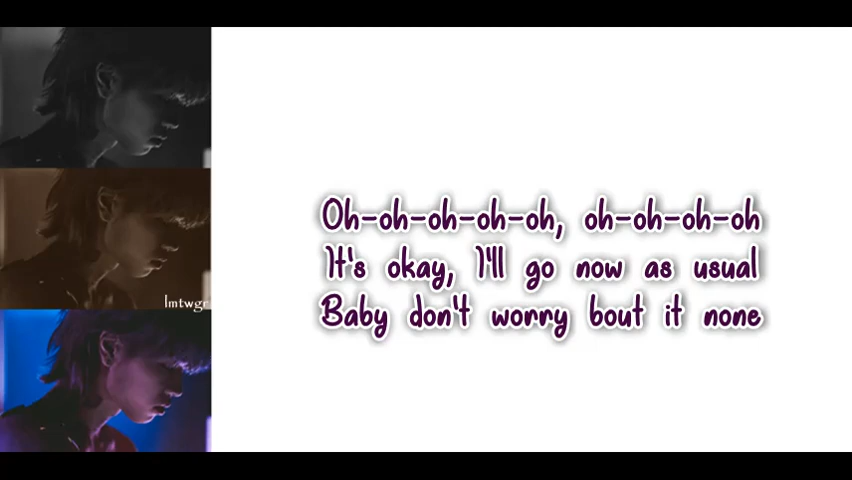 Oh-oh-oh-oh-oh, oh-oh-oh-oh
It's okay, I'll go now as usual
Baby don't worry bout it none
lmtwgr